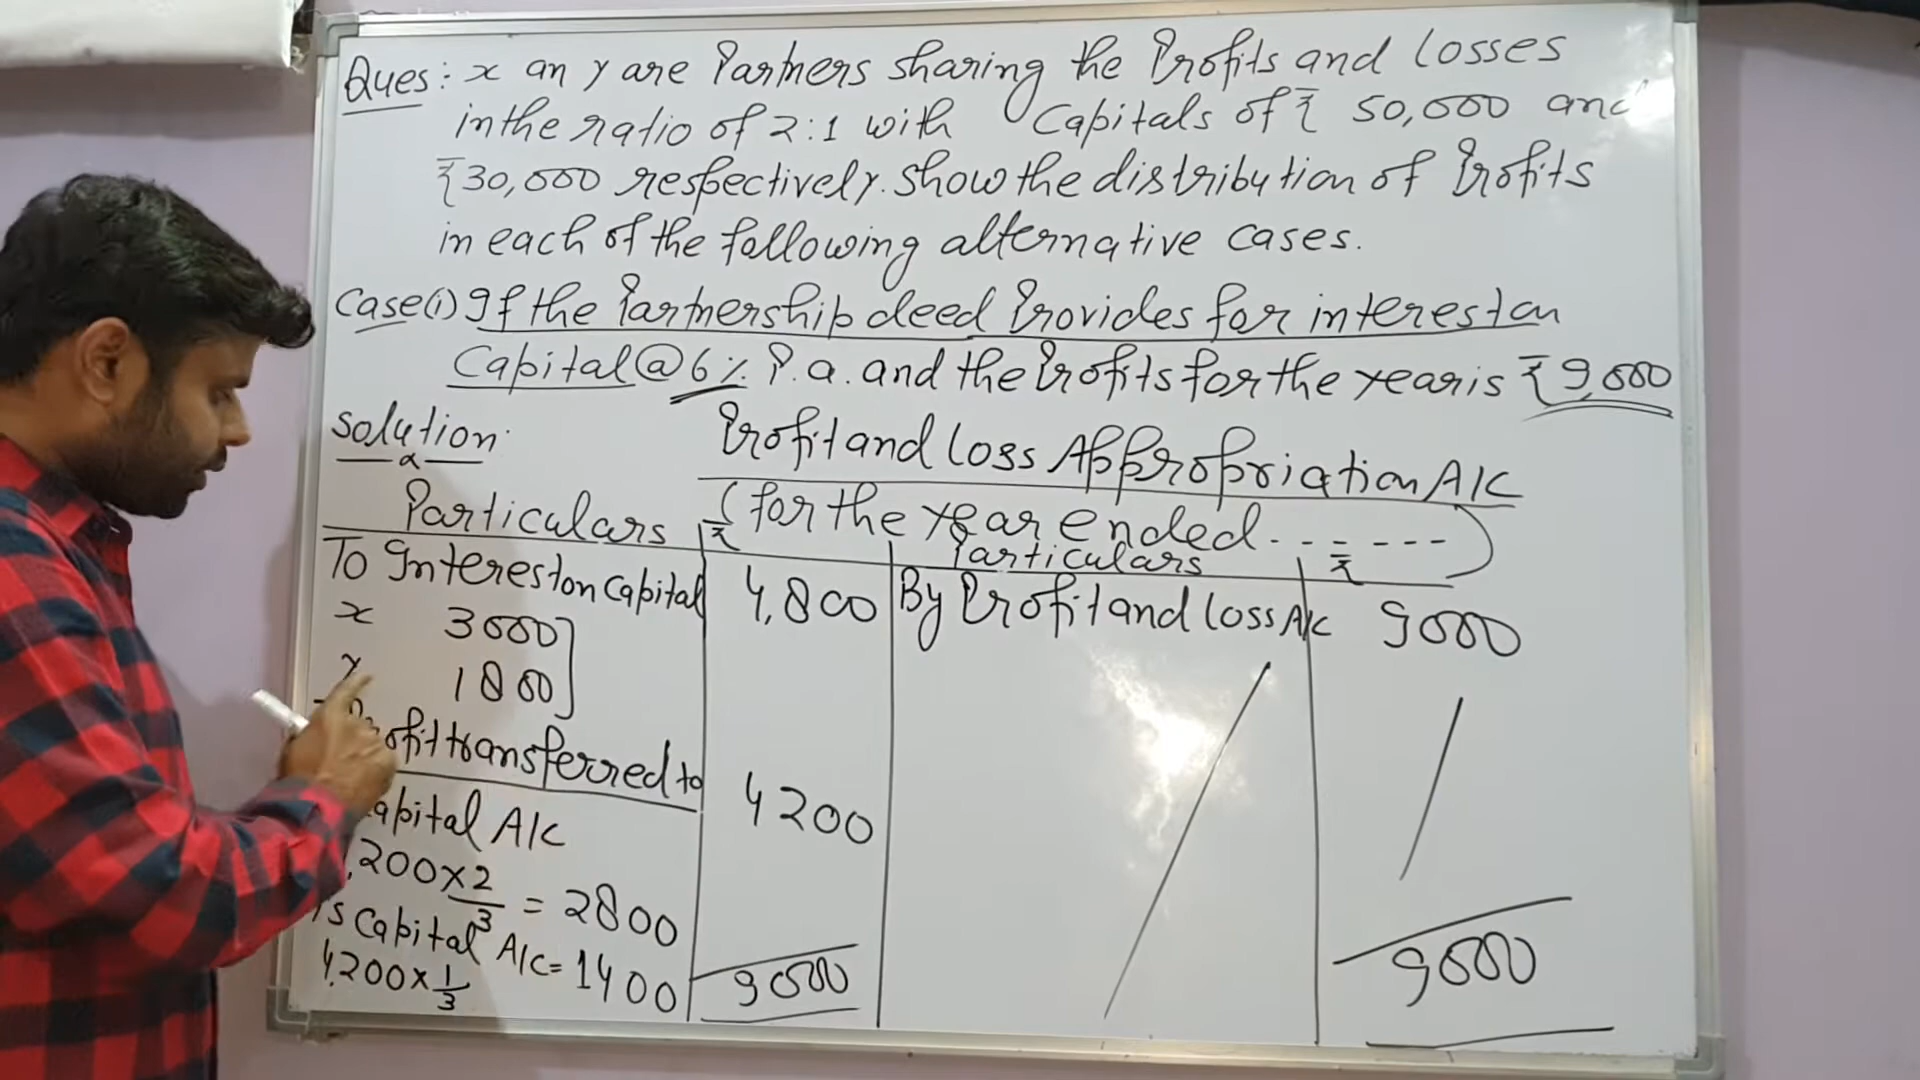 Ques: x an y are Partners sharing the Profits and losses
in the ratio of 2:1 with Capitals of ₹ 50,000 and
₹30,000 respectively. Show the distribution of Profits
in each of the following alternative cases.
Case(i) If the Partnership deed Provides for interest on
Capital @ 6% P.a. and the Profits for the year is ₹9,000
Solution:
Profit and Loss Appropriation A/C
(for the year ended.------)
Particulars ₹ Particulars ₹
To Interest on Capital 4,800 By Profit and loss A/c 9000
x 3000]
y 1800]
Profit transferred to
Capital A/c 4200
,200 × 2/3 = 2800
's Capital A/c = 1400
4,200 × 1/3
9000 9000